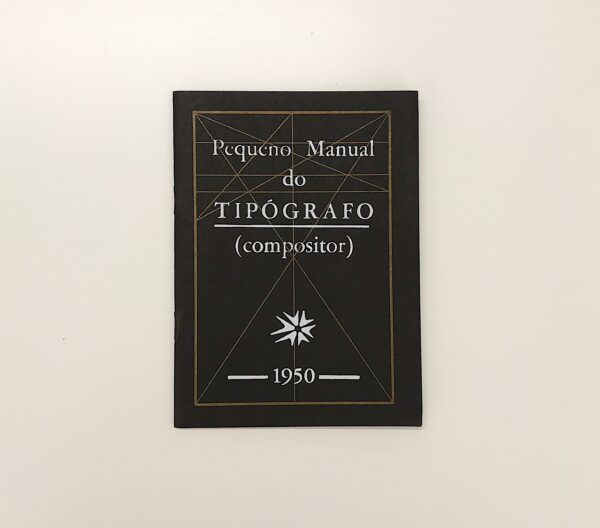 Pequeno Manual
do
TIPÓGRAFO
(compositor)
1950